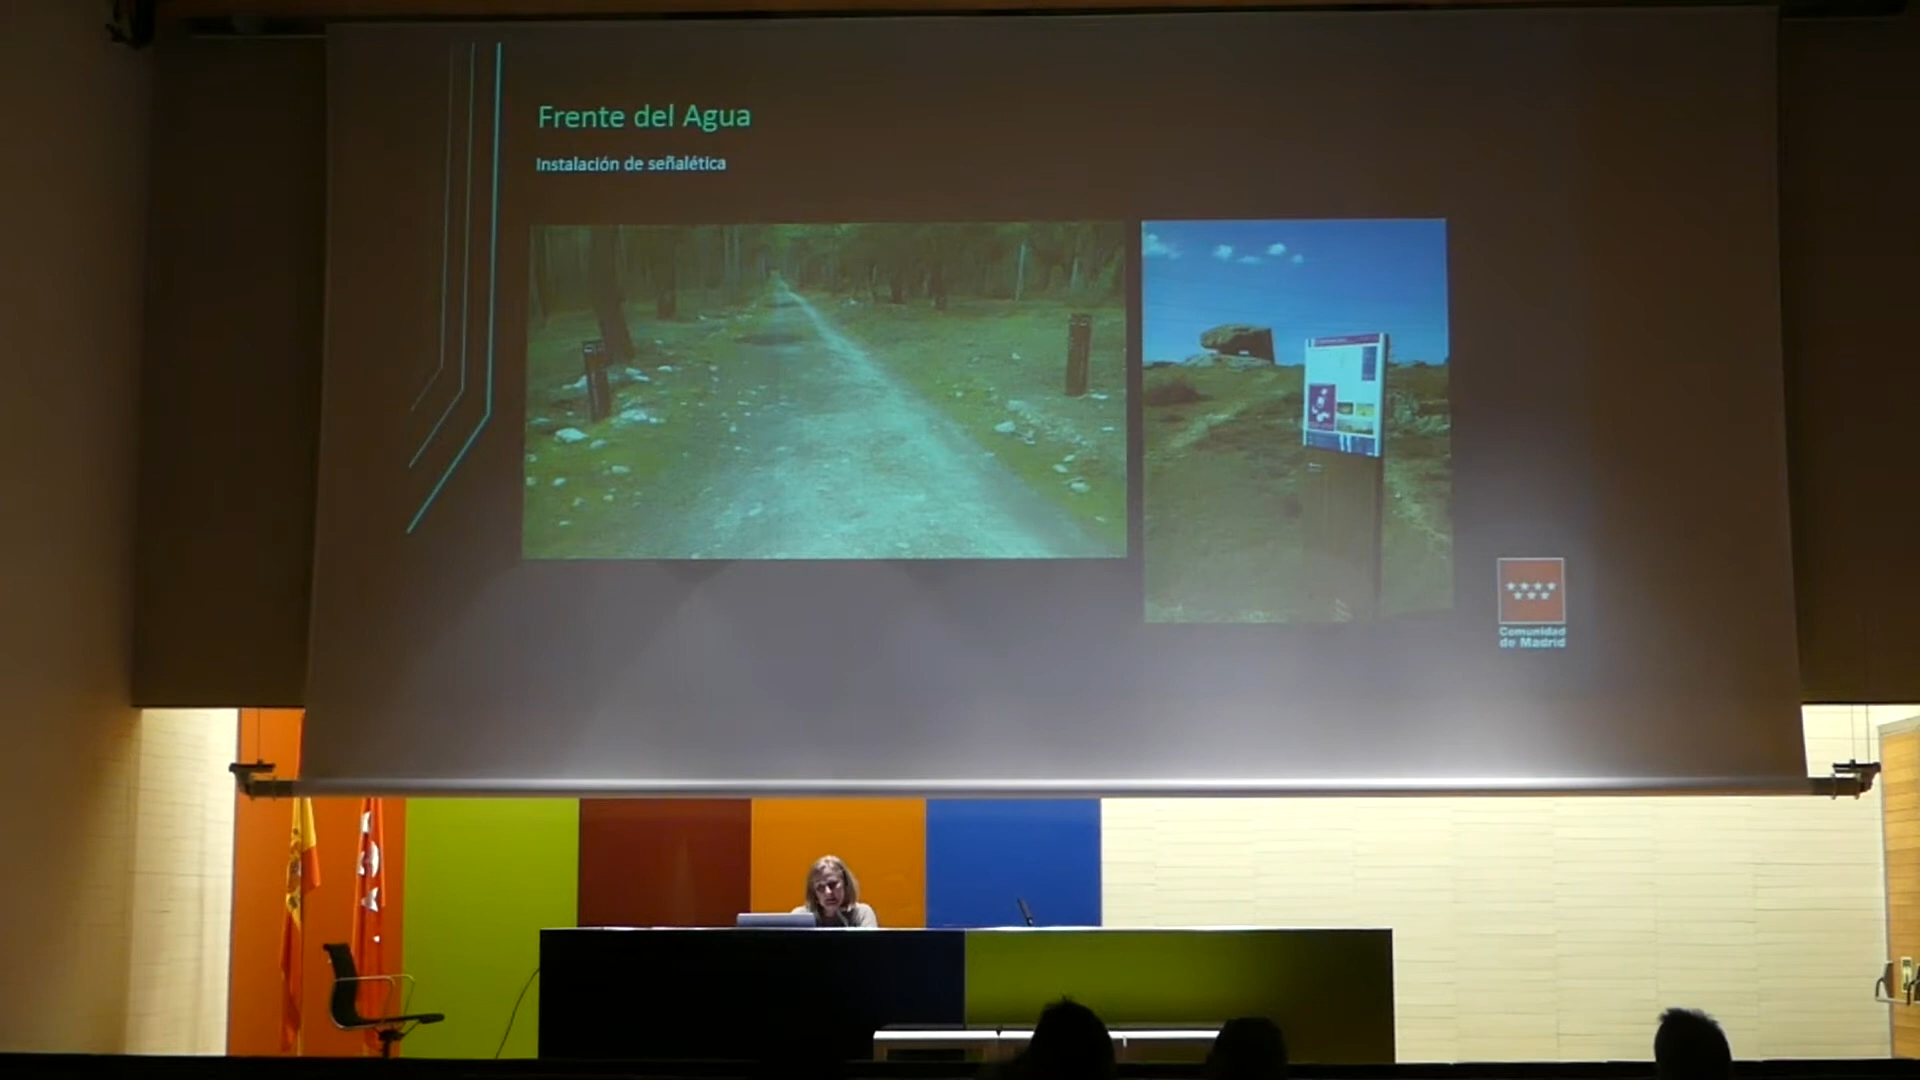 Frente del Agua
Instalación de señalética
Comunidad
de Madrid